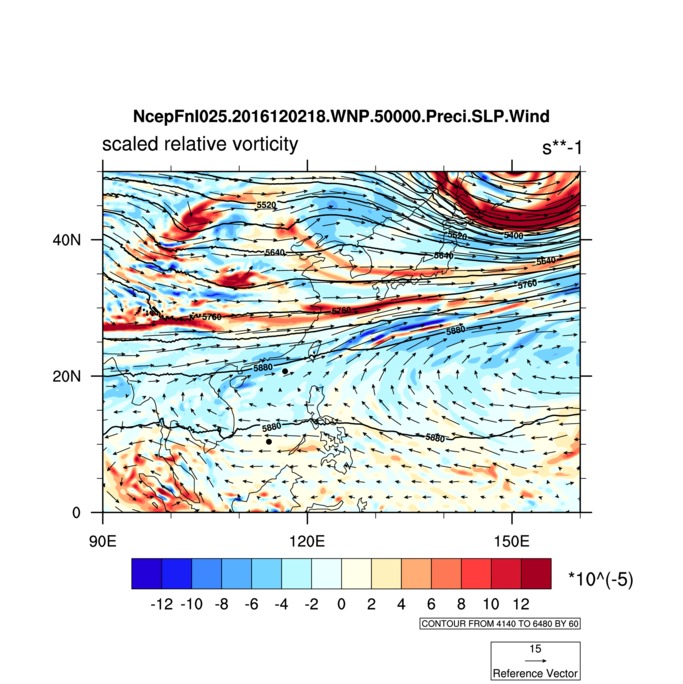 NcepFnl025.2016120218.WNP.50000.Preci.SLP.Wind
scaled relative vorticity
s**-1
5520
5520
5400
40N
5640
5640
5640
5760
5760
5760
5880
5880
20N
5880
5880
0
90E
120E
150E
-12 -10 -8 -6 -4 -2 0 2 4 6 8 10 12
*10^(-5)
CONTOUR FROM 4140 TO 6480 BY 60
15
Reference Vector